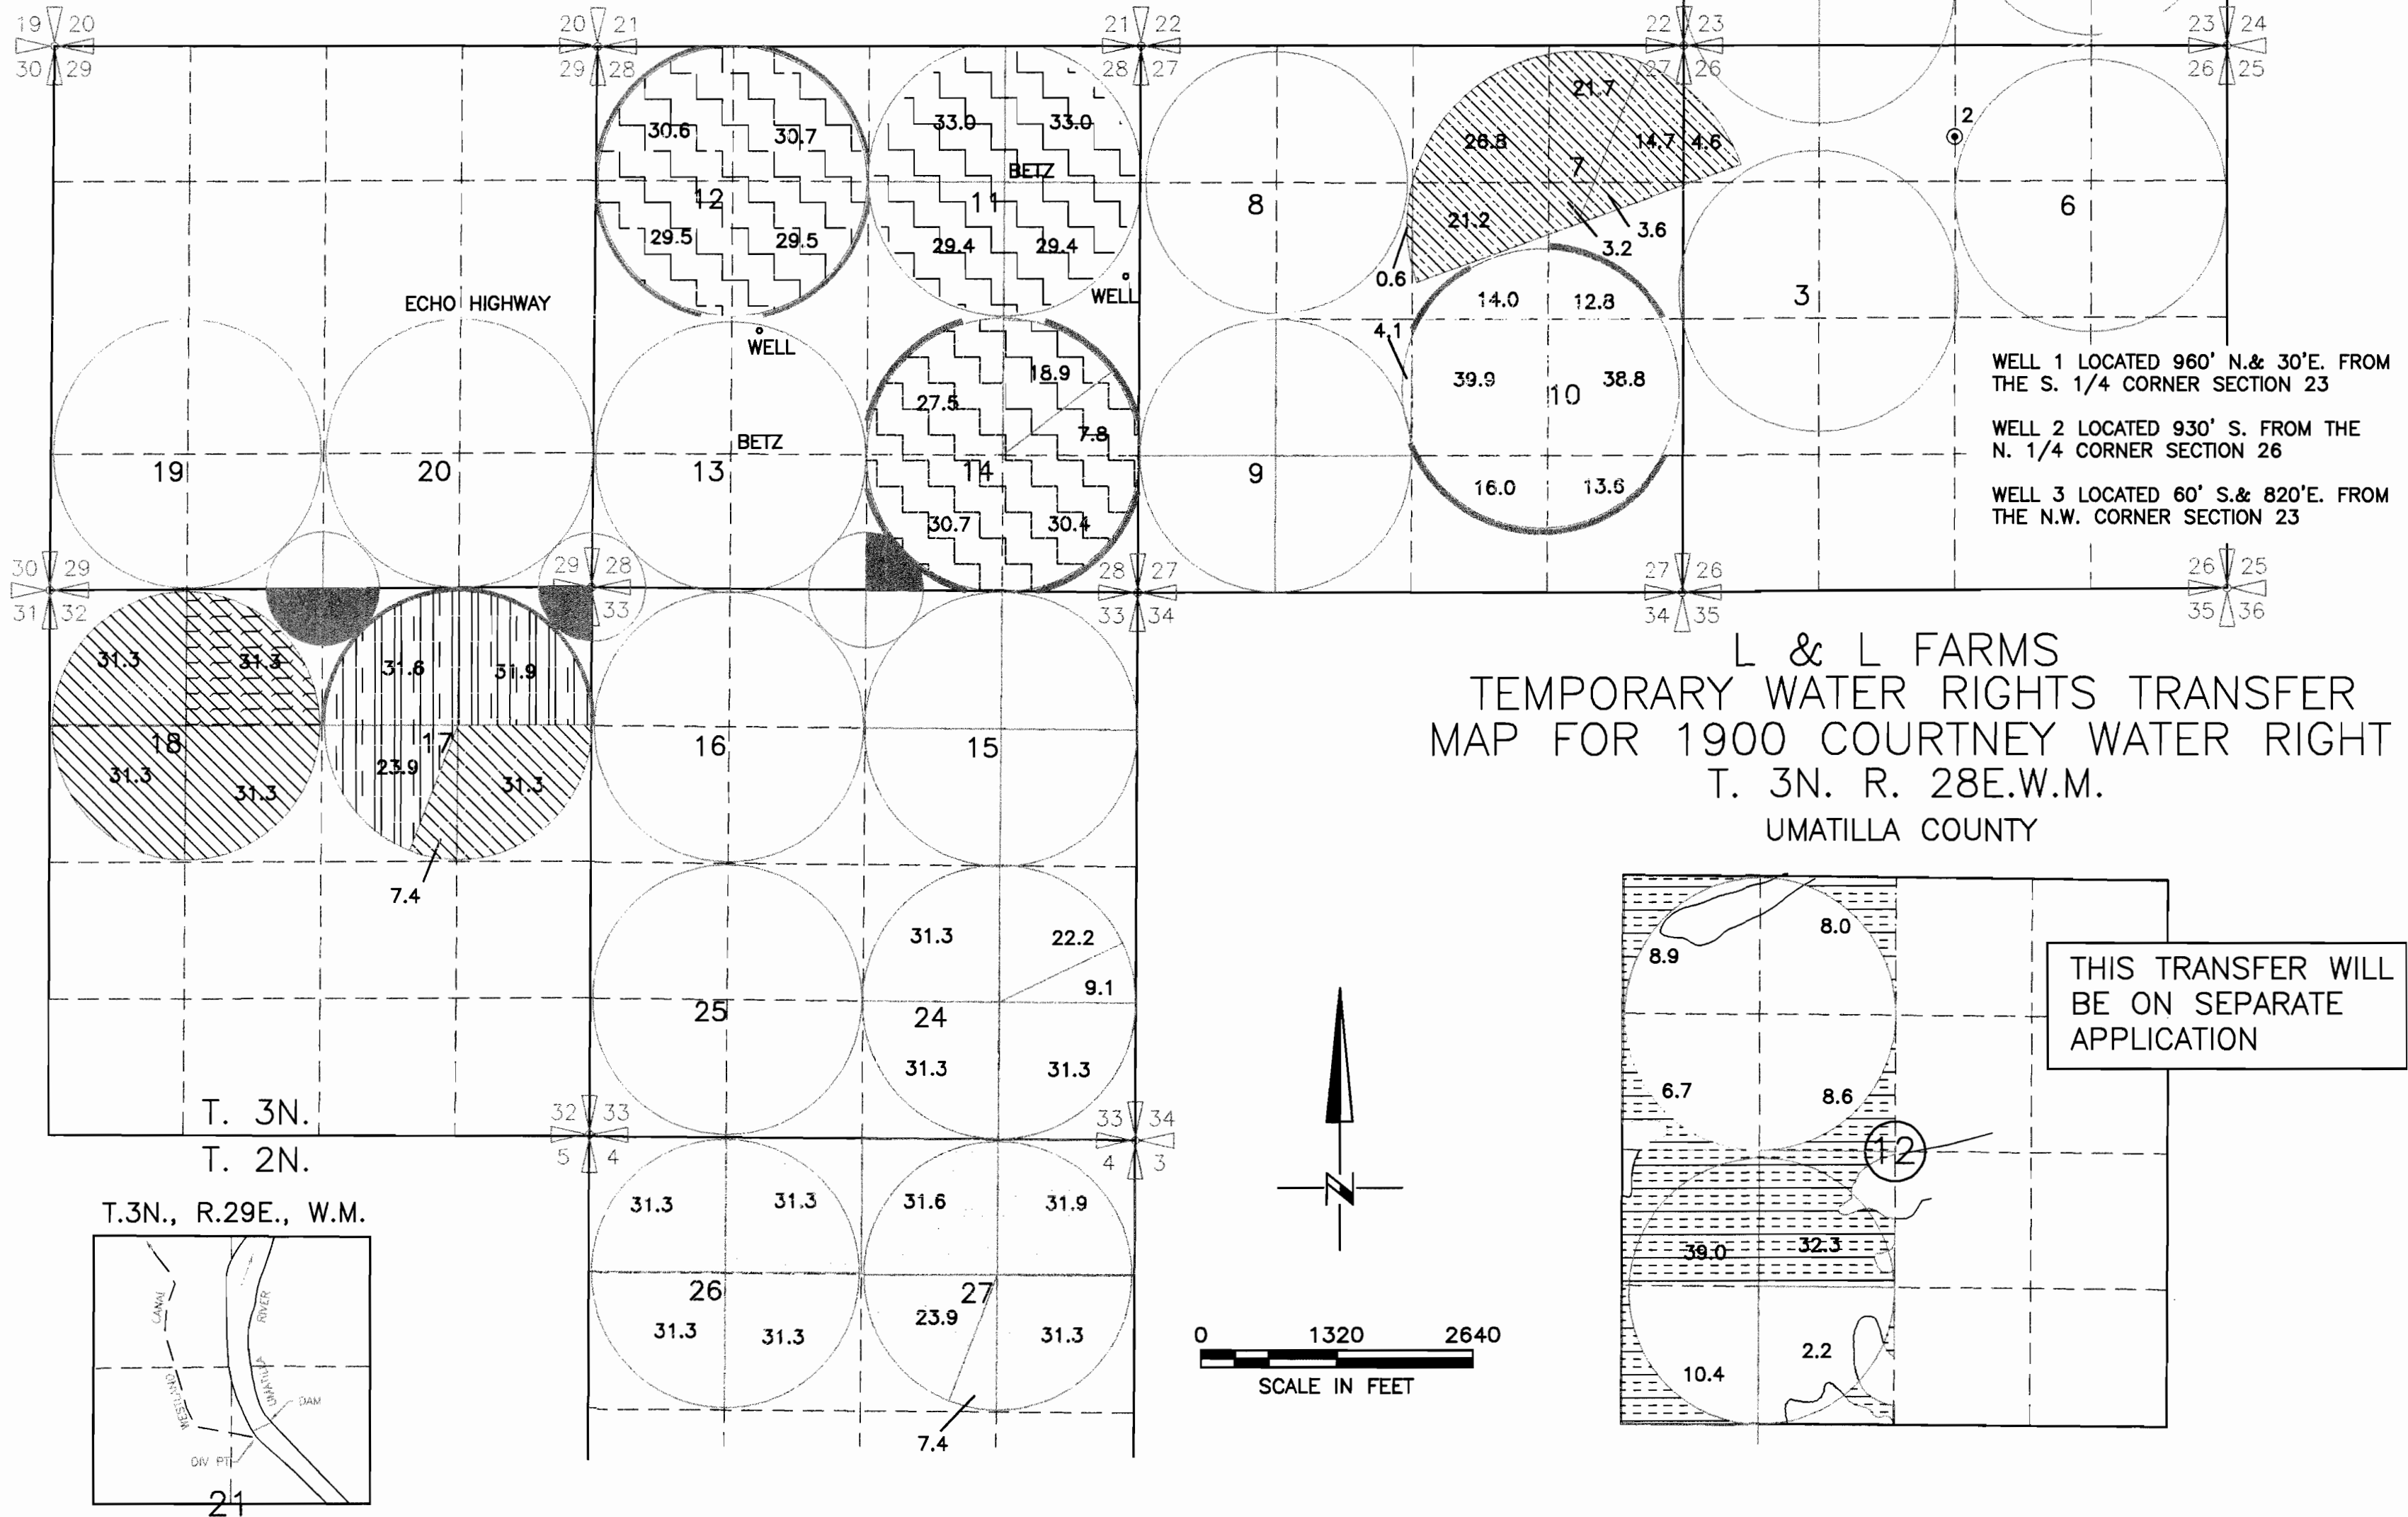 19 20
20 21
21 22
22 23
23 24
30 29
29 28
28 27
27 26
26 25
30.6 30.7
33.0 33.0
BETZ
12
11
29.5 29.5
29.4 29.4
8
21.7
26.8
14.7 4.6
7
21.2
3.6
3.2
0.6
2
6
3
ECHO HIGHWAY
WELL
WELL
14.0 12.8
4.1
39.9 38.8
10
16.0 13.6
18.9
27.5
7.8
BETZ
19
20
13
14
9
30.7 30.4
WELL 1 LOCATED 960' N.& 30'E. FROM
THE S. 1/4 CORNER SECTION 23
WELL 2 LOCATED 930' S. FROM THE
N. 1/4 CORNER SECTION 26
WELL 3 LOCATED 60' S.& 820'E. FROM
THE N.W. CORNER SECTION 23
30 29
29 28
28 27
27 26
26 25
31 32
33
33 34
34 35
35 36
31.3 31.3
31.6 31.9
18
17
16
15
31.3 31.3
23.9 31.3
7.4
L & L FARMS
TEMPORARY WATER RIGHTS TRANSFER
MAP FOR 1900 COURTNEY WATER RIGHT
T. 3N. R. 28E.W.M.
UMATILLA COUNTY
31.3 22.2
9.1
25
24
31.3 31.3
8.9 8.0
6.7 8.6
12
39.0 32.3
10.4 2.2
THIS TRANSFER WILL
BE ON SEPARATE
APPLICATION
T. 3N.
T. 2N.
32 33
33 34
5 4
4 3
31.3 31.3
31.6 31.9
26
27
31.3 31.3
23.9 31.3
7.4
N
0 1320 2640
SCALE IN FEET
T.3N., R.29E., W.M.
CANAL
RIVER
WESTLAND
UMATILLA
DAM
DIV PT
21